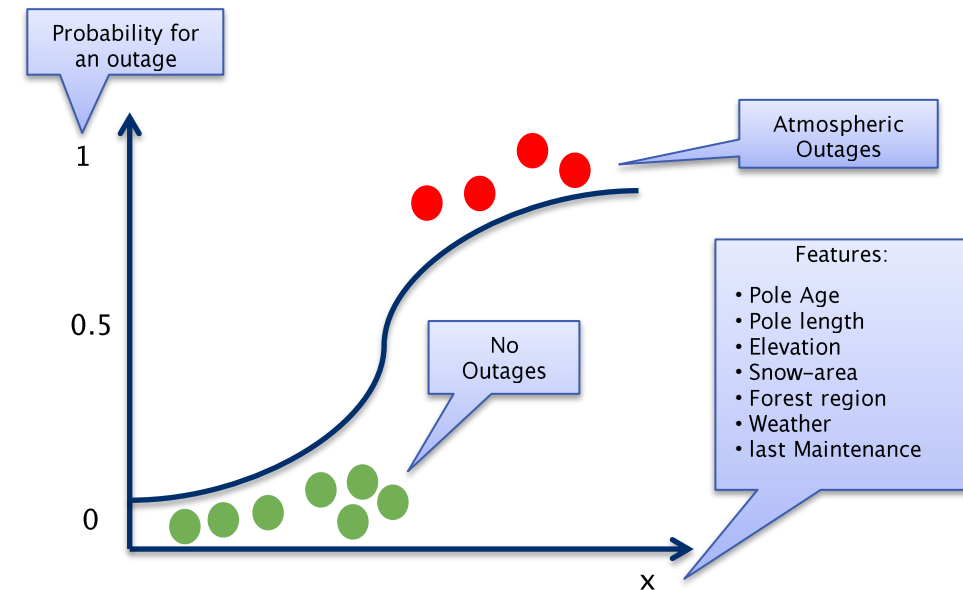 Probability for
an outage
1
Atmospheric
Outages
Features:
• Pole Age
• Pole length
• Elevation
• Snow-area
• Forest region
• Weather
• last Maintenance
0.5
No
Outages
0
x